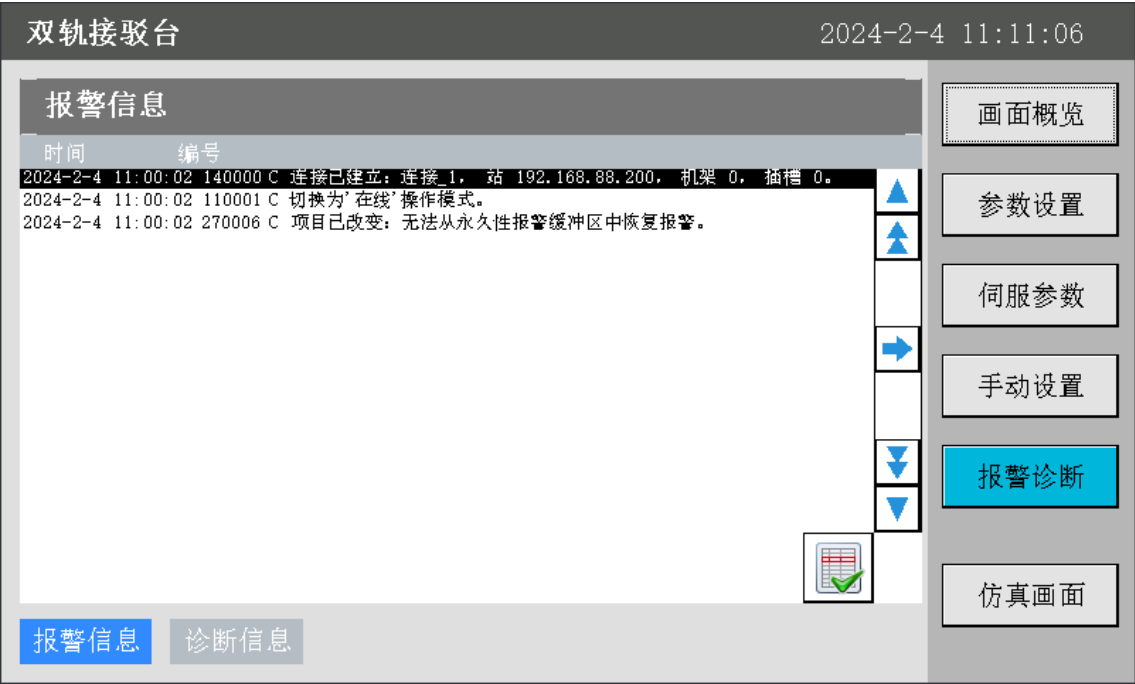 双轨接驳台 2024-2-4 11:11:06
报警信息
时间 编号
2024-2-4 11:00:02 140000 C 连接已建立：连接_1， 站 192.168.88.200， 机架 0， 插槽 0。
2024-2-4 11:00:02 110001 C 切换为'在线'操作模式。
2024-2-4 11:00:02 270006 C 项目已改变：无法从永久性报警缓冲区中恢复报警。
画面概览
参数设置
伺服参数
手动设置
报警诊断
仿真画面
报警信息 诊断信息